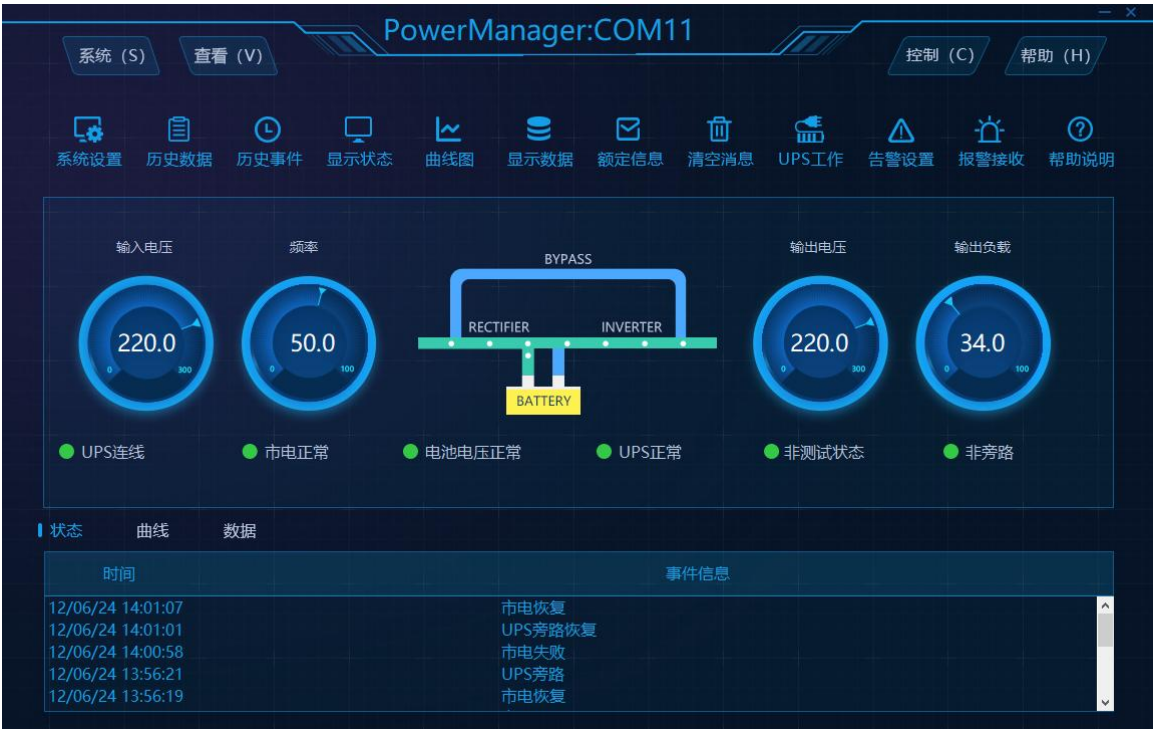 PowerManager:COM11
系统 (S) 查看 (V) 控制 (C) 帮助 (H)
系统设置 历史数据 历史事件 显示状态 曲线图 显示数据 额定信息 清空消息 UPS工作 告警设置 报警接收 帮助说明
输入电压 频率 输出电压 输出负载
BYPASS
RECTIFIER INVERTER
220.0 50.0 220.0 34.0
0 300 0 100 0 300 0 100
BATTERY
UPS连线 市电正常 电池电压正常 UPS正常 非测试状态 非旁路
状态 曲线 数据
时间 事件信息
12/06/24 14:01:07 市电恢复
12/06/24 14:01:01 UPS旁路恢复
12/06/24 14:00:58 市电失败
12/06/24 13:56:21 UPS旁路
12/06/24 13:56:19 市电恢复